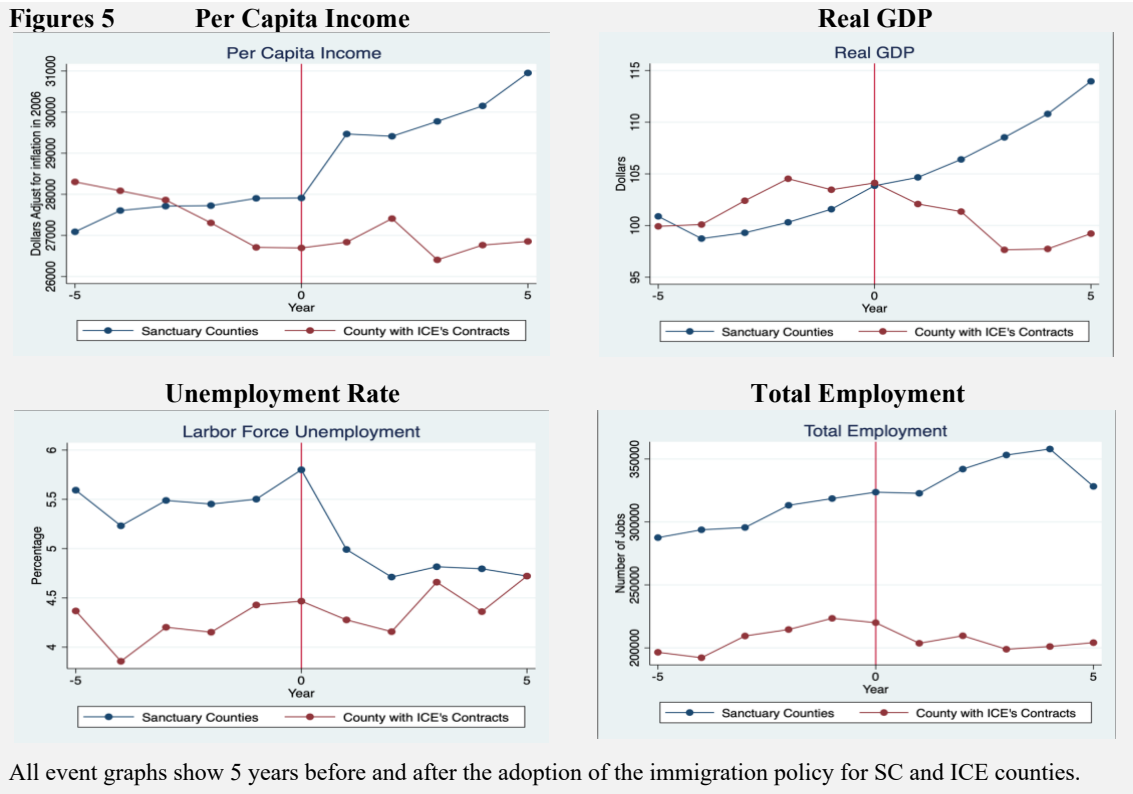 Figures 5 Per Capita Income Real GDP
Per Capita Income
Dollars Adjust for inflation in 2006
31000
30000
29000
28000
27000
26000
-5 0 5
Year
Sanctuary Counties County with ICE's Contracts
Real GDP
Dollars
115
110
105
100
95
-5 0 5
Year
Sanctuary Counties County with ICE's Contracts
Unemployment Rate Total Employment
Larbor Force Unemployment
Percentage
6
5.5
5
4.5
4
-5 0 5
Year
Sanctuary Counties County with ICE's Contracts
Total Employment
Number of Jobs
350000
300000
250000
200000
-5 0 5
Year
Sanctuary Counties County with ICE's Contracts
All event graphs show 5 years before and after the adoption of the immigration policy for SC and ICE counties.